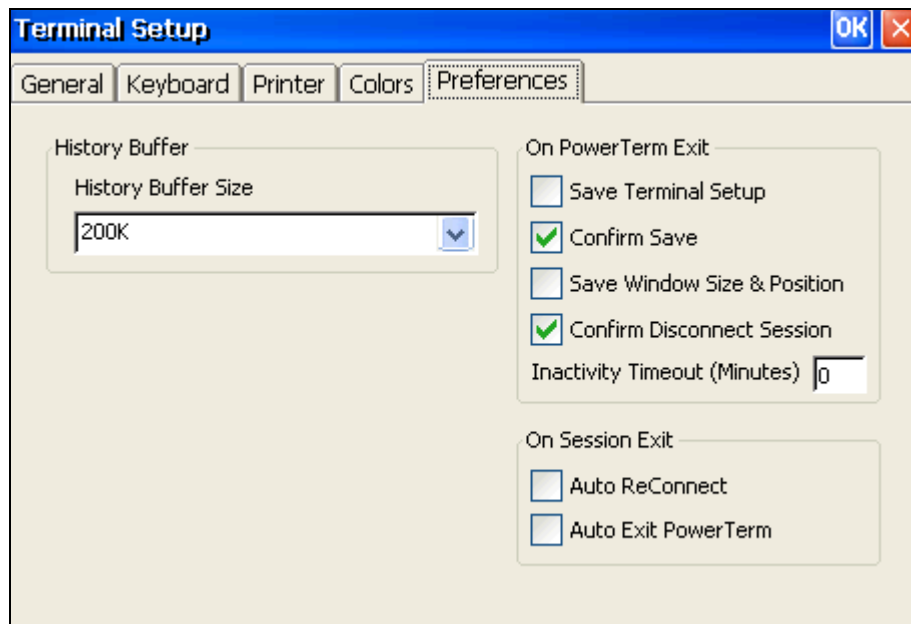 Terminal Setup OK
General Keyboard Printer Colors Preferences
History Buffer
History Buffer Size
200K
On PowerTerm Exit
Save Terminal Setup
Confirm Save
Save Window Size & Position
Confirm Disconnect Session
Inactivity Timeout (Minutes) 0
On Session Exit
Auto ReConnect
Auto Exit PowerTerm